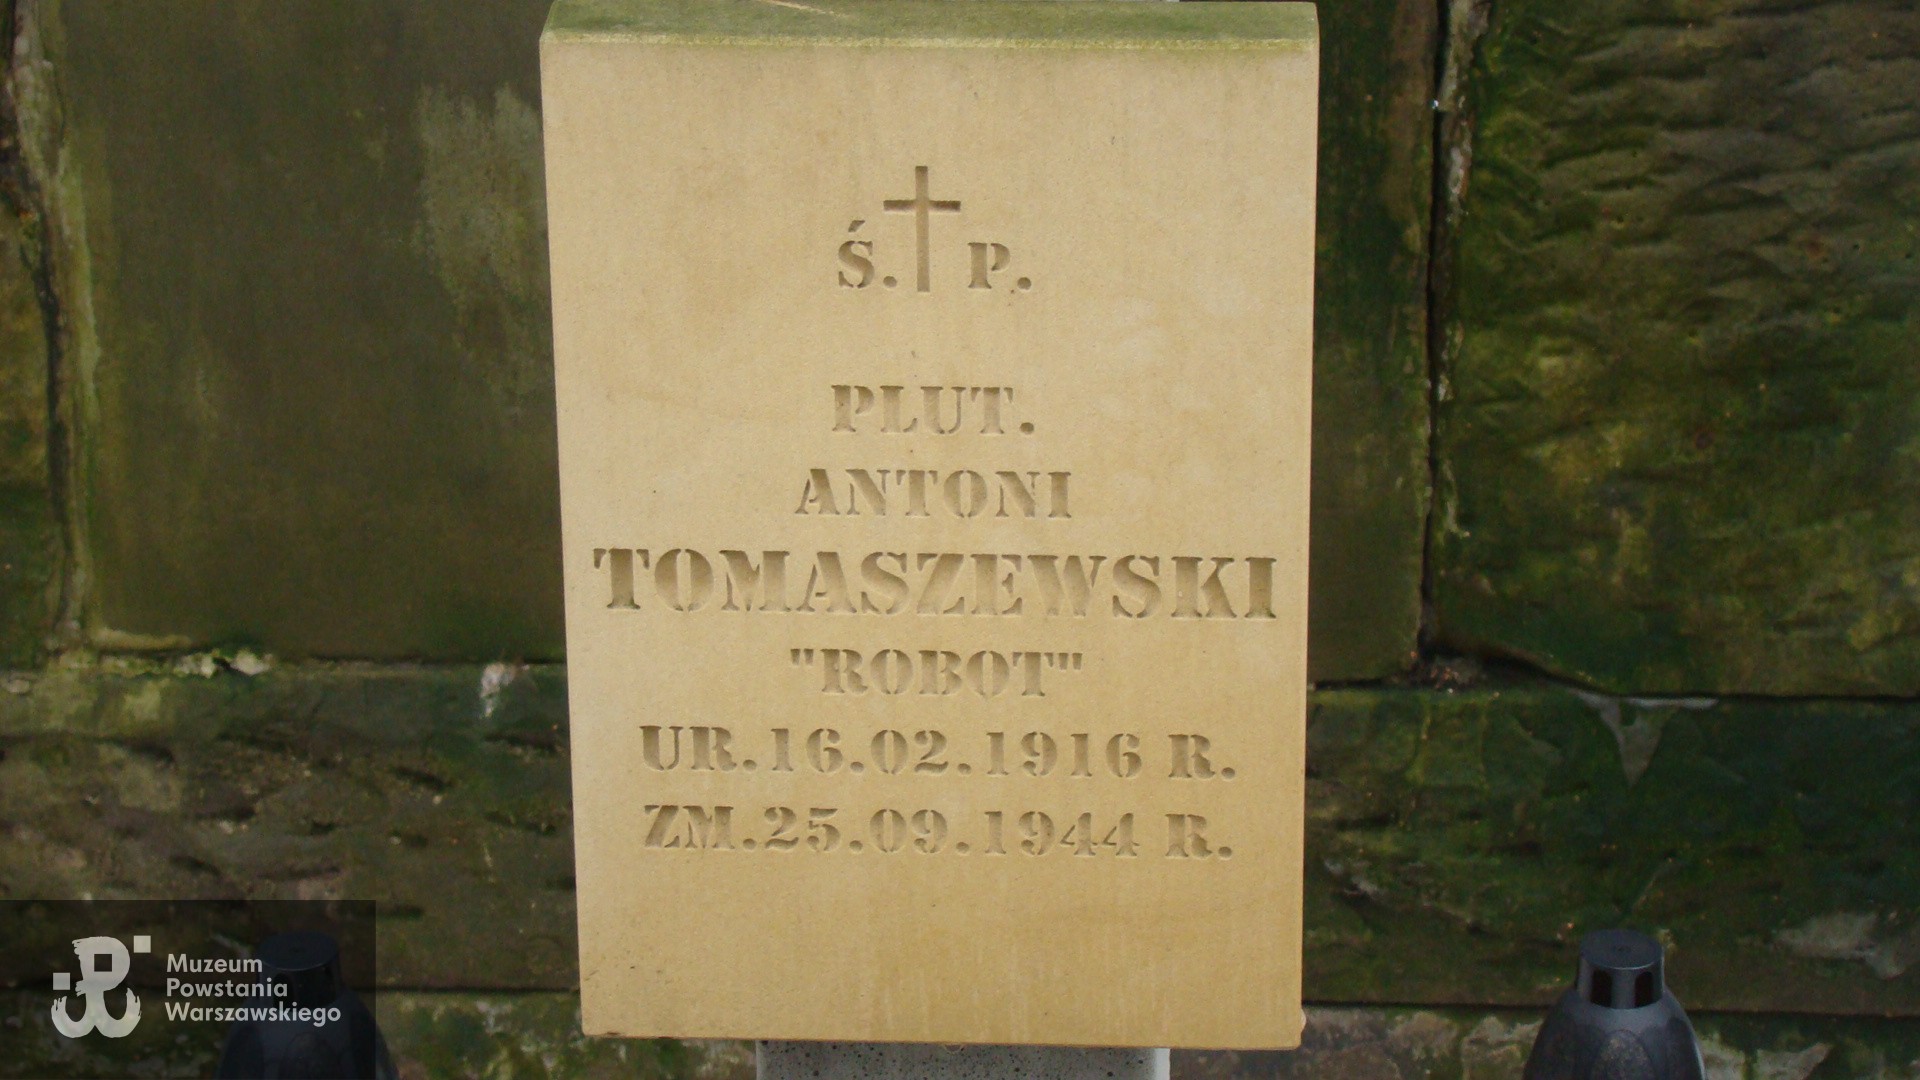 Ś. P.
PLUT.
ANTONI
TOMASZEWSKI
"ROBOT"
UR.16.02.1916 R.
ZM.25.09.1944 R.
Muzeum
Powstania
Warszawskiego